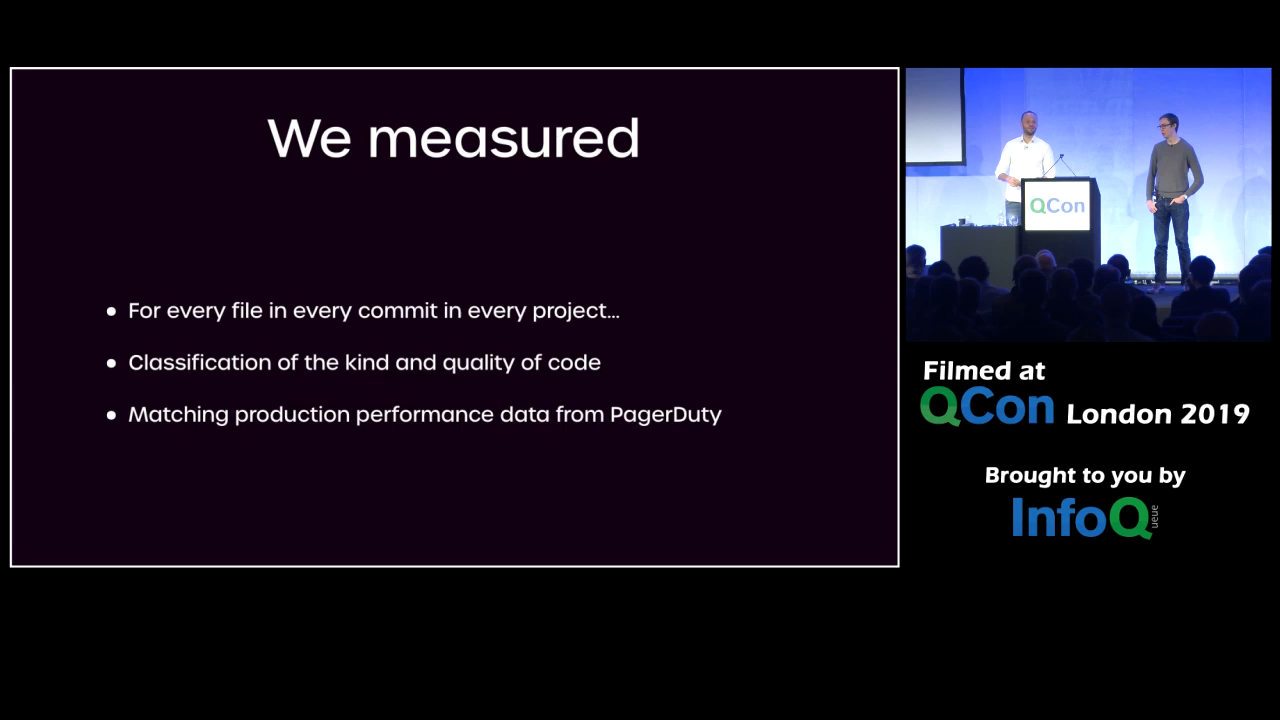 We measured
For every file in every commit in every project...
Classification of the kind and quality of code
Matching production performance data from PagerDuty
QCon
Filmed at
QCon London 2019
Brought to you by
InfoQueue